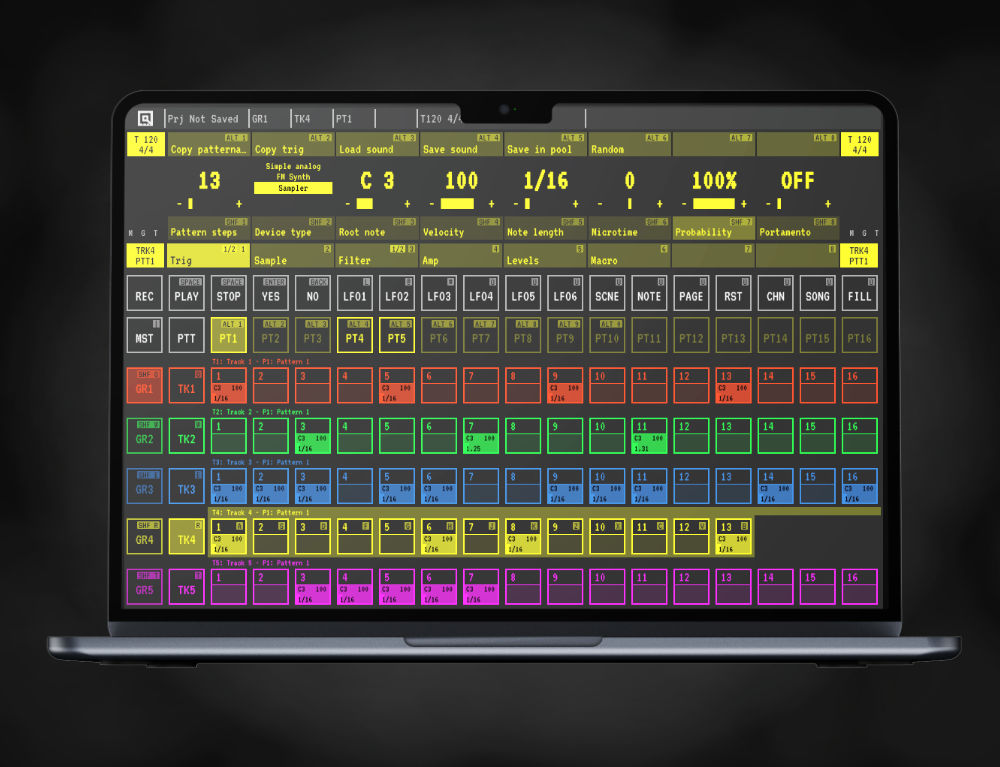 Prj Not Saved GR1 TK4 PT1 T120 4/4
T 120 ALT 1 ALT 2 ALT 3 ALT 4 ALT 5 ALT 6 ALT 7 ALT 8 T 120
4/4 Copy patterna… Copy trig Load sound Save sound Save in pool Random 4/4
Simple analog
FM Synth
Sampler
13 C 3 100 1/16 0 100% OFF
- + - + - + - + - + - + - +
SHF 1 SHF 2 SHF 3 SHF 4 SHF 5 SHF 6 SHF 7 SHF 8
M G T Pattern steps Device type Root note Velocity Note length Microtime Probability Portamento M G T
TRK4 1/2 1 2 1/2 3 4 5 6 7 8 TRK4
PTT1 Trig Sample Filter Amp Levels Macro PTT1
SPACE SPACE ENTER BACK
REC PLAY STOP YES NO LFO1 LFO2 LFO3 LFO4 LFO5 LFO6 SCNE NOTE PAGE RST CHN SONG FILL
ALT 1 ALT 2 ALT 3 ALT 4 ALT 5 ALT 6 ALT 7 ALT 8 ALT 9 ALT 0
MST PTT PT1 PT2 PT3 PT4 PT5 PT6 PT7 PT8 PT9 PT10 PT11 PT12 PT13 PT14 PT15 PT16
T1: Track 1 - P1: Pattern 1
SHF Q Q
GR1 TK1 1 2 3 4 5 6 7 8 9 10 11 12 13 14 15 16
C3 100 C3 100 C3 100 C3 100
1/16 1/16 1/16 1/16
T2: Track 2 - P1: Pattern 1
SHF W W
GR2 TK2 1 2 3 4 5 6 7 8 9 10 11 12 13 14 15 16
C3 100 C3 100 C3 100
1/16 1.25 1.31
T3: Track 3 - P1: Pattern 1
SHF E E
GR3 TK3 1 2 3 4 5 6 7 8 9 10 11 12 13 14 15 16
C3 100 C3 100 C3 100 C3 100 C3 100 C3 100 C3 100 C3 100 C3 100 C3 100
1/16 1/16 1/16 1/16 1/16 1/16 1/16 1/16 1/16 1/16
T4: Track 4 - P1: Pattern 1
SHF R R
GR4 TK4 1 A 2 S 3 D 4 F 5 G 6 H 7 J 8 K 9 Z 10 X 11 C 12 V 13 B
C3 100 C3 100 C3 100 C3 100
1/16 1/16 1/16 1/16
T5: Track 5 - P1: Pattern 1
SHF T T
GR5 TK5 1 2 3 4 5 6 7 8 9 10 11 12 13 14 15 16
C3 100 C3 100 C3 100 C3 100 C3 100
1/16 1/16 1/16 1/16 1/16